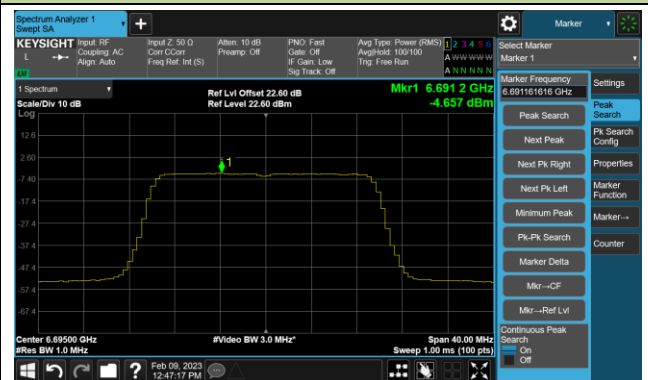 Spectrum Analyzer 1
Swept SA
+
Marker
KEYSIGHT
L
Input: RF
Coupling: AC
Align: Auto
Input Z: 50 Ω
Corr CCorr
Freq Ref: Int (S)
Atten: 10 dB
Preamp: Off
PNO: Fast
Gate: Off
IF Gain: Low
Sig Track: Off
Avg Type: Power (RMS)
Avg|Hold: 100/100
Trig: Free Run
1 2 3 4 5 6
A W W W W W
A N N N N N
Select Marker
Marker 1
1 Spectrum
Scale/Div 10 dB
Log
Ref Lvl Offset 22.60 dB
Ref Level 22.60 dBm
Mkr1 6.691 2 GHz
-4.657 dBm
12.6
2.60
-7.40
-17.4
-27.4
-37.4
-47.4
-57.4
-67.4
1
Center 6.69500 GHz
#Res BW 1.0 MHz
#Video BW 3.0 MHz*
Span 40.00 MHz
Sweep 1.00 ms (100 pts)
Marker Frequency
6.691161616 GHz
Peak Search
Next Peak
Next Pk Right
Next Pk Left
Minimum Peak
Pk-Pk Search
Marker Delta
Mkr→CF
Mkr→Ref Lvl
Continuous Peak
Search
On
Off
Settings
Peak
Search
Pk Search
Config
Properties
Marker
Function
Marker→
Counter
?
Feb 09, 2023
12:47:17 PM